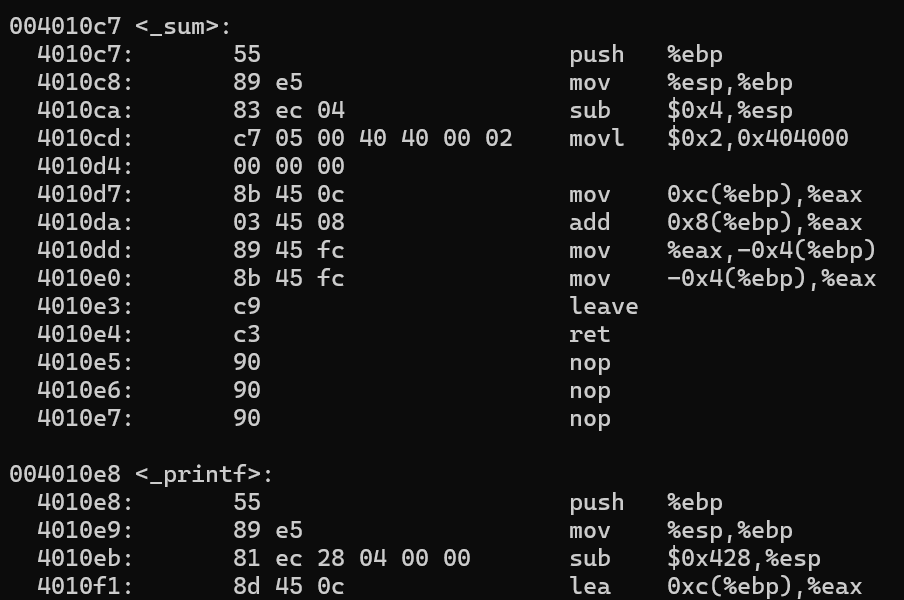 004010c7 <_sum>:
  4010c7:	55                   	push   %ebp
  4010c8:	89 e5                	mov    %esp,%ebp
  4010ca:	83 ec 04             	sub    $0x4,%esp
  4010cd:	c7 05 00 40 40 00 02 	movl   $0x2,0x404000
  4010d4:	00 00 00
  4010d7:	8b 45 0c             	mov    0xc(%ebp),%eax
  4010da:	03 45 08             	add    0x8(%ebp),%eax
  4010dd:	89 45 fc             	mov    %eax,-0x4(%ebp)
  4010e0:	8b 45 fc             	mov    -0x4(%ebp),%eax
  4010e3:	c9                   	leave
  4010e4:	c3                   	ret
  4010e5:	90                   	nop
  4010e6:	90                   	nop
  4010e7:	90                   	nop

004010e8 <_printf>:
  4010e8:	55                   	push   %ebp
  4010e9:	89 e5                	mov    %esp,%ebp
  4010eb:	81 ec 28 04 00 00    	sub    $0x428,%esp
  4010f1:	8d 45 0c             	lea    0xc(%ebp),%eax